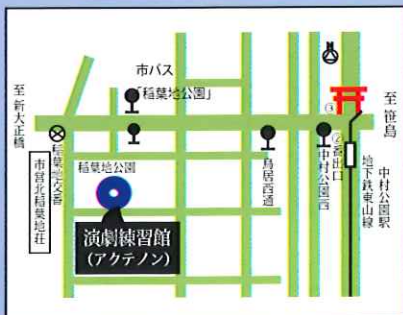 市バス
「稲葉地公園」
至新大正橋
至笹島
③
②番出口
稲葉地交番
市営北稲葉地荘
稲葉地公園
鳥居西通
中村公園西
地下鉄東山線
中村公園駅
演劇練習館
(アクテノン)